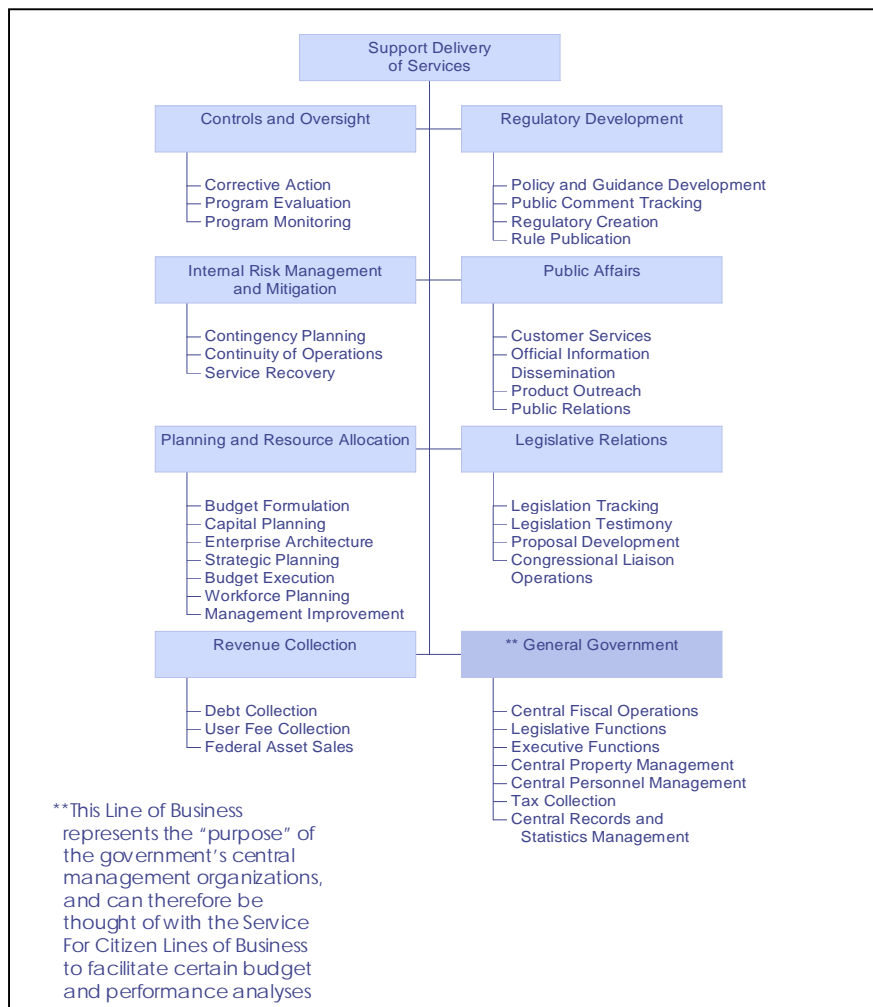 Support Delivery
of Services
Controls and Oversight
Corrective Action
Program Evaluation
Program Monitoring
Regulatory Development
Policy and Guidance Development
Public Comment Tracking
Regulatory Creation
Rule Publication
Internal Risk Management
and Mitigation
Contingency Planning
Continuity of Operations
Service Recovery
Public Affairs
Customer Services
Official Information
Dissemination
Product Outreach
Public Relations
Planning and Resource Allocation
Budget Formulation
Capital Planning
Enterprise Architecture
Strategic Planning
Budget Execution
Workforce Planning
Management Improvement
Legislative Relations
Legislation Tracking
Legislation Testimony
Proposal Development
Congressional Liaison
Operations
Revenue Collection
Debt Collection
User Fee Collection
Federal Asset Sales
** General Government
Central Fiscal Operations
Legislative Functions
Executive Functions
Central Property Management
Central Personnel Management
Tax Collection
Central Records and
Statistics Management
**This Line of Business
represents the “purpose” of
the government’s central
management organizations,
and can therefore be
thought of with the Service
For Citizen Lines of Business
to facilitate certain budget
and performance analyses